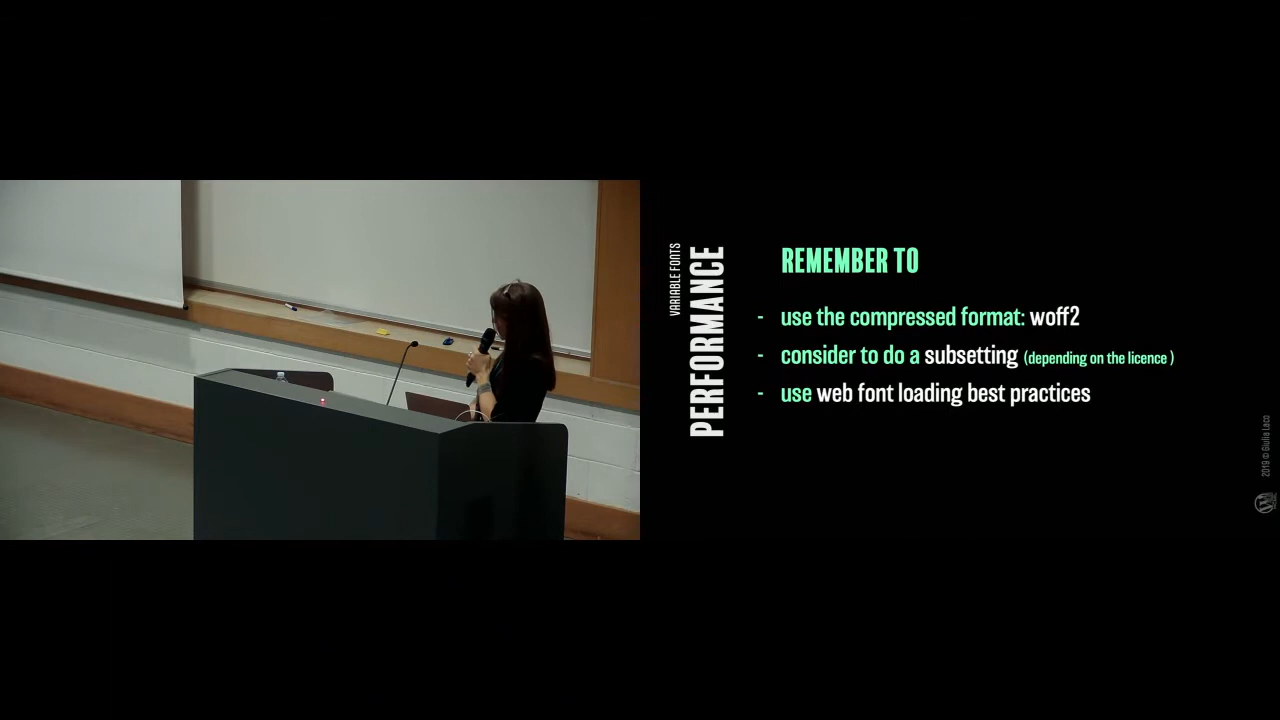 VARIABLE FONTS
PERFORMANCE
REMEMBER TO
- use the compressed format: woff2
- consider to do a subsetting (depending on the licence )
- use web font loading best practices
2019 © Giulia Laco